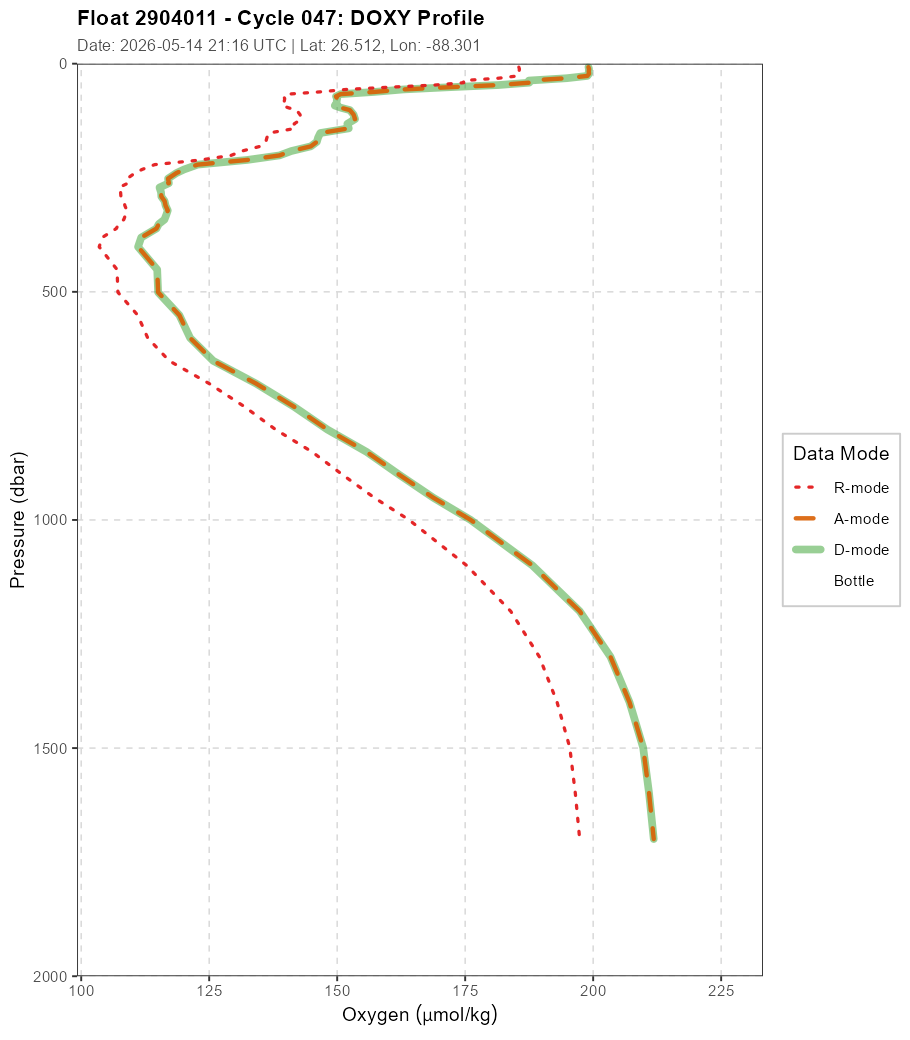 Float 2904011 - Cycle 047: DOXY Profile
Date: 2026-05-14 21:16 UTC | Lat: 26.512, Lon: -88.301
0
500
1000
1500
2000
Pressure (dbar)
100 125 150 175 200 225
Oxygen (μmol/kg)
Data Mode
R-mode
A-mode
D-mode
Bottle